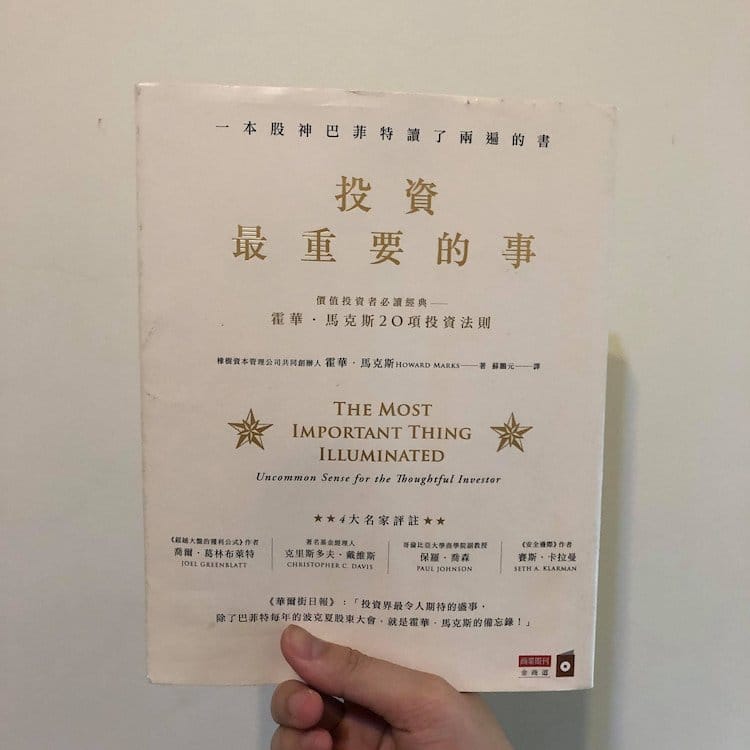 一本股神巴菲特讀了兩遍的書
投資
最重要的事
價值投資者必讀經典——
霍華・馬克斯20項投資法則
橡樹資本管理公司共同創辦人 霍華・馬克斯HOWARD MARKS——著 蘇鵬元——譯
THE MOST
IMPORTANT THING
ILLUMINATED
Uncommon Sense for the Thoughtful Investor
★★4大名家評註★★
《超越大盤的獲利公式》作者
喬爾・葛林布萊特
JOEL GREENBLATT
著名基金經理人
克里斯多夫・戴維斯
CHRISTOPHER C. DAVIS
哥倫比亞大學商學院副教授
保羅・喬森
PAUL JOHNSON
《安全邊際》作者
賽斯・卡拉曼
SETH A. KLARMAN
《華爾街日報》：「投資界最令人期待的盛事，
除了巴菲特每年的波克夏股東大會，就是霍華・馬克斯的備忘錄！」
商業周刊
金商道